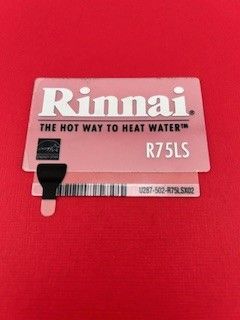 Rinnai®
THE HOT WAY TO HEAT WATER™
R75LS
U287-502-R75LSX02